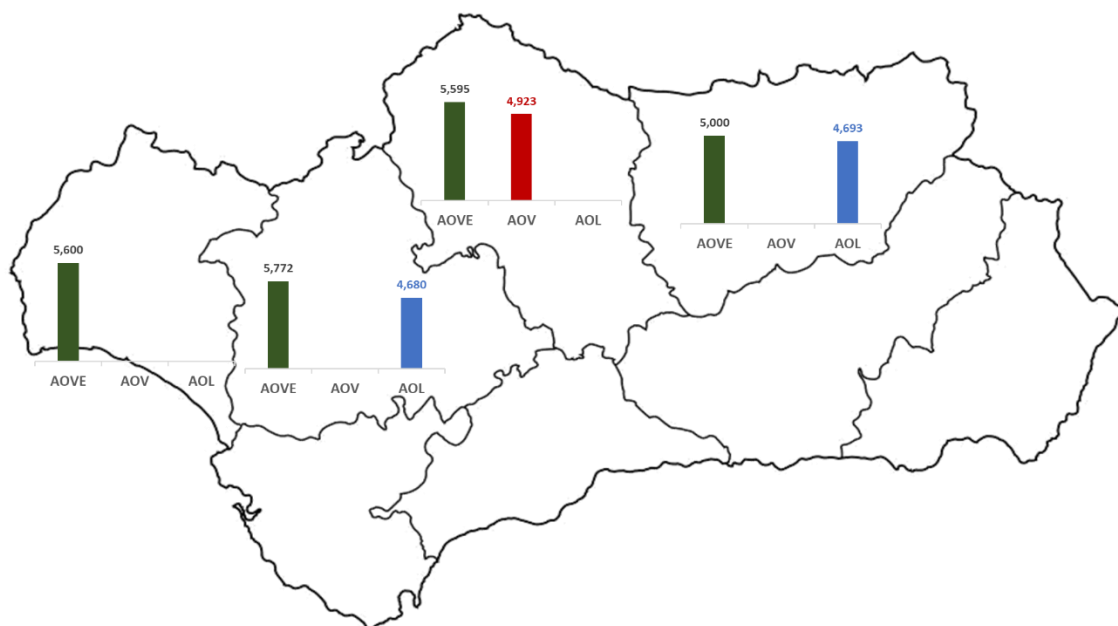 5,595
4,923
AOVE AOV AOL
5,000
4,693
AOVE AOV AOL
5,600
AOVE AOV AOL
5,772
4,680
AOVE AOV AOL